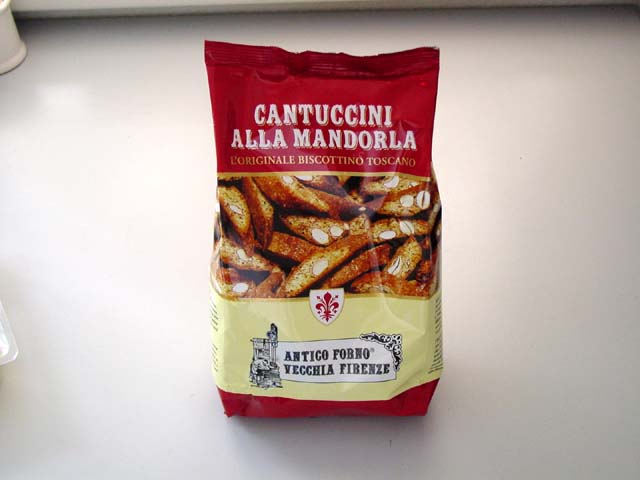 CANTUCCINI
ALLA MANDORLA
L'ORIGINALE BISCOTTINO TOSCANO
ANTICO FORNO®
VECCHIA FIRENZE